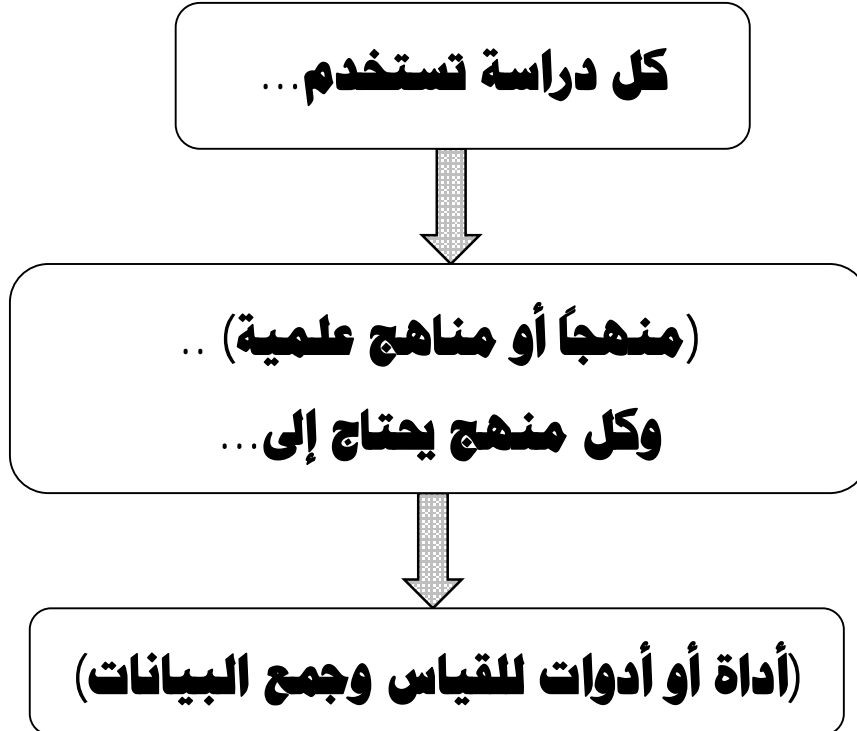 كل دراسة تستخدم...
(منهجاً أو مناهج علمية) ..
وكل منهج يحتاج إلى...
(أداة أو أدوات للقياس وجمع البيانات)